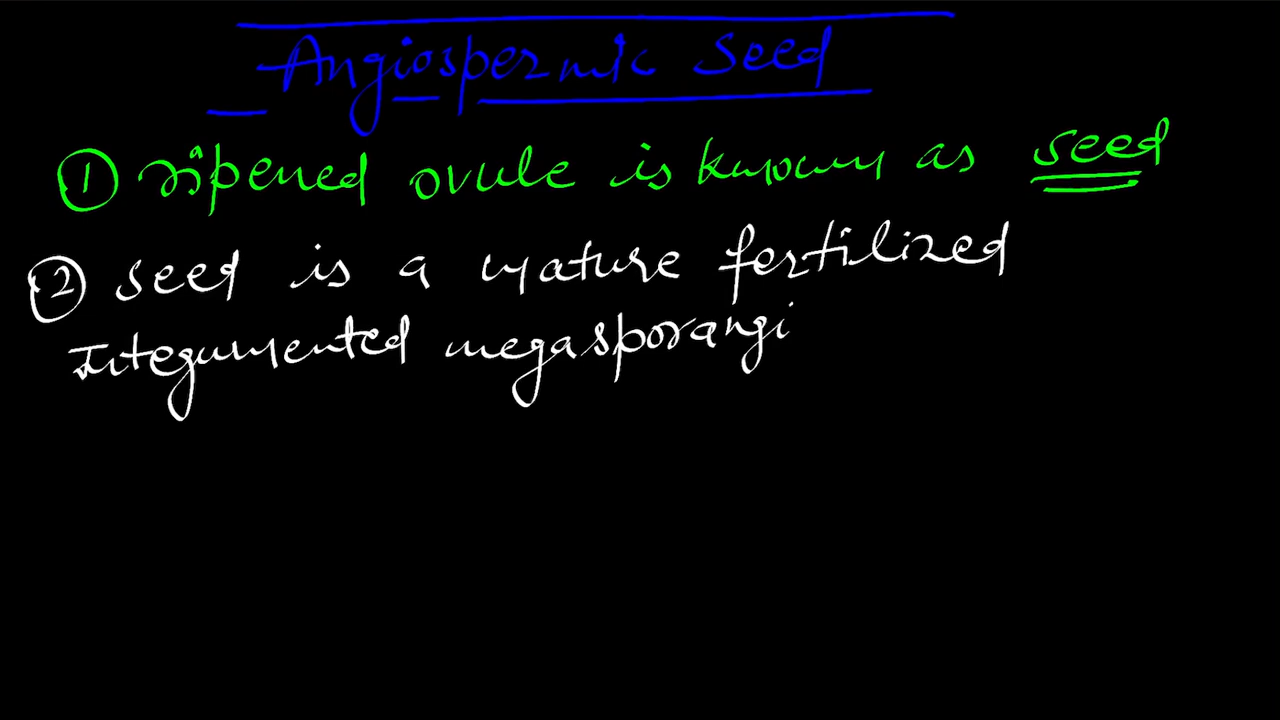 Angiospermic seed
① ripened ovule is known as seed
② seed is a mature fertilized
Integumented megasporangi